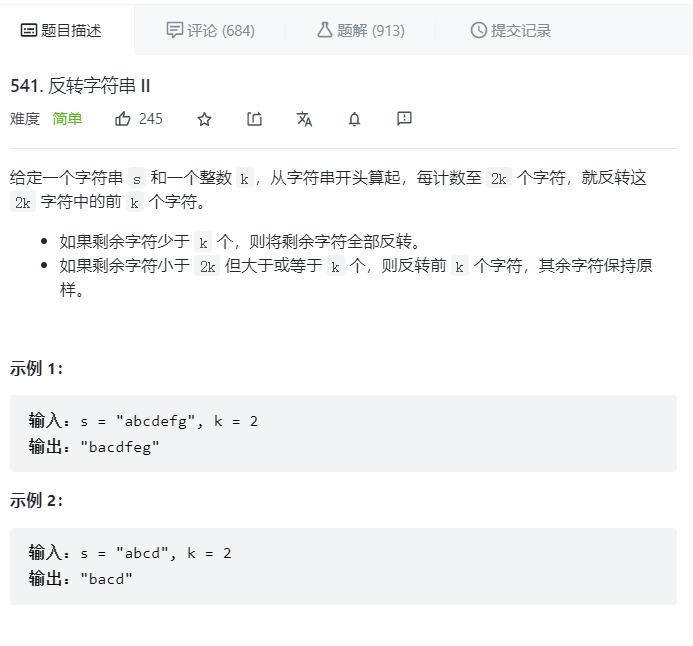 题目描述 评论 (684) 题解 (913) 提交记录
541. 反转字符串 II
难度 简单 245
给定一个字符串 s 和一个整数 k，从字符串开头算起，每计数至 2k 个字符，就反转这
2k 字符中的前 k 个字符。
• 如果剩余字符少于 k 个，则将剩余字符全部反转。
• 如果剩余字符小于 2k 但大于或等于 k 个，则反转前 k 个字符，其余字符保持原
样。
示例 1：
输入：s = "abcdefg", k = 2
输出："bacdfeg"
示例 2：
输入：s = "abcd", k = 2
输出："bacd"